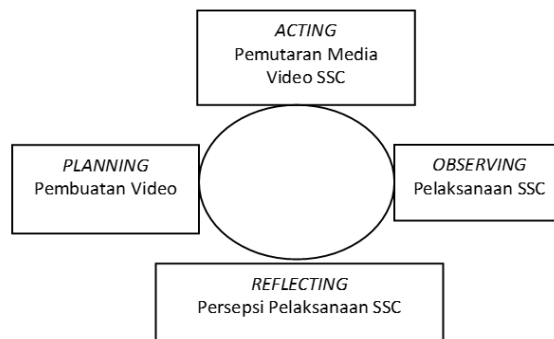 ACTING
Pemutaran Media
Video SSC
PLANNING
Pembuatan Video
OBSERVING
Pelaksanaan SSC
REFLECTING
Persepsi Pelaksanaan SSC